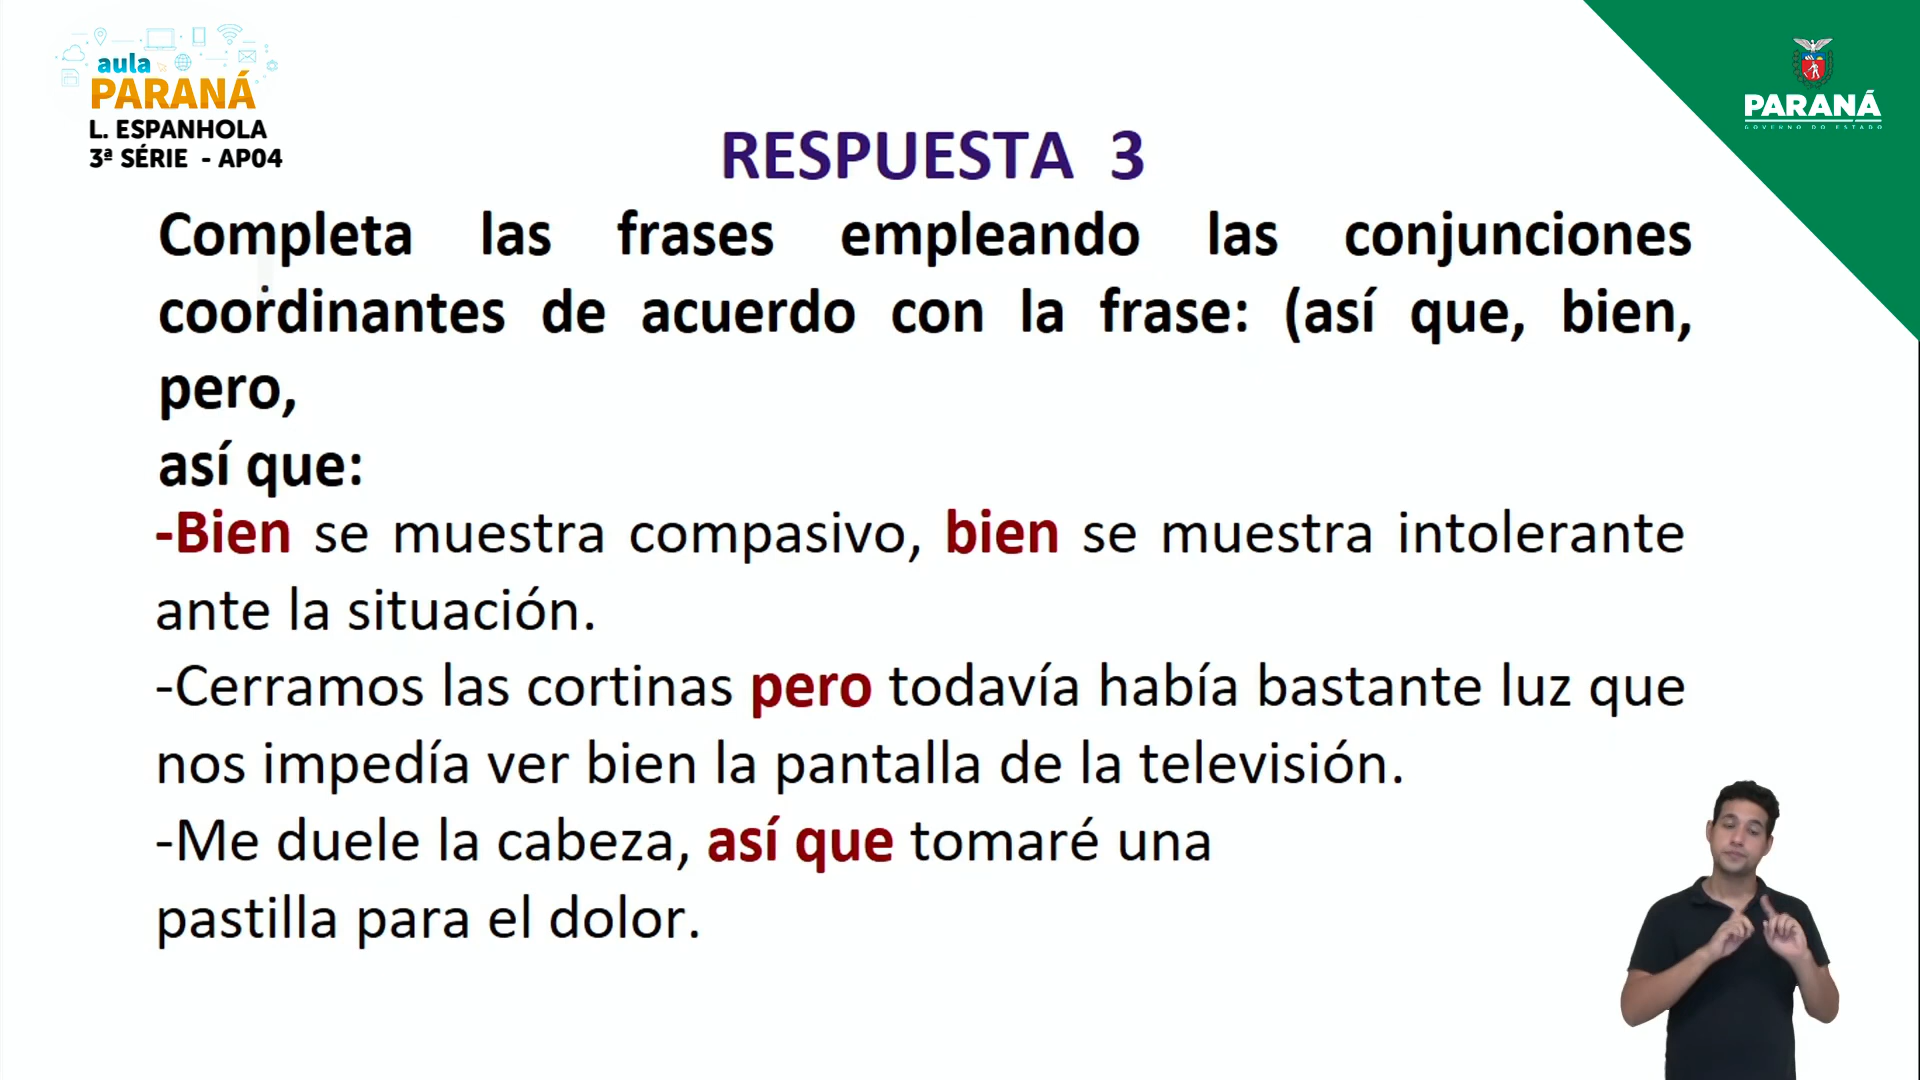 aula
PARANÁ
L. ESPANHOLA
3ª SÉRIE - AP04
PARANÁ
GOVERNO DO ESTADO
RESPUESTA 3
Completa las frases empleando las conjunciones
coordinantes de acuerdo con la frase: (así que, bien,
pero,
así que:
-Bien se muestra compasivo, bien se muestra intolerante
ante la situación.
-Cerramos las cortinas pero todavía había bastante luz que
nos impedía ver bien la pantalla de la televisión.
-Me duele la cabeza, así que tomaré una
pastilla para el dolor.